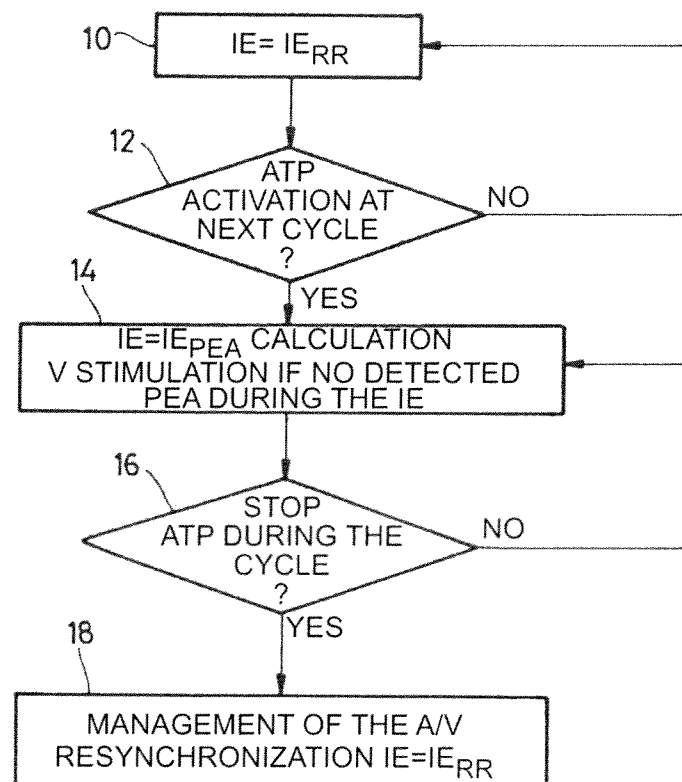 10
IE= IE_RR
12
ATP
ACTIVATION AT
NEXT CYCLE
?
NO
YES
14
IE=IE_PEA CALCULATION
V STIMULATION IF NO DETECTED
PEA DURING THE IE
16
STOP
ATP DURING THE
CYCLE
?
NO
YES
18
MANAGEMENT OF THE A/V
RESYNCHRONIZATION IE=IE_RR